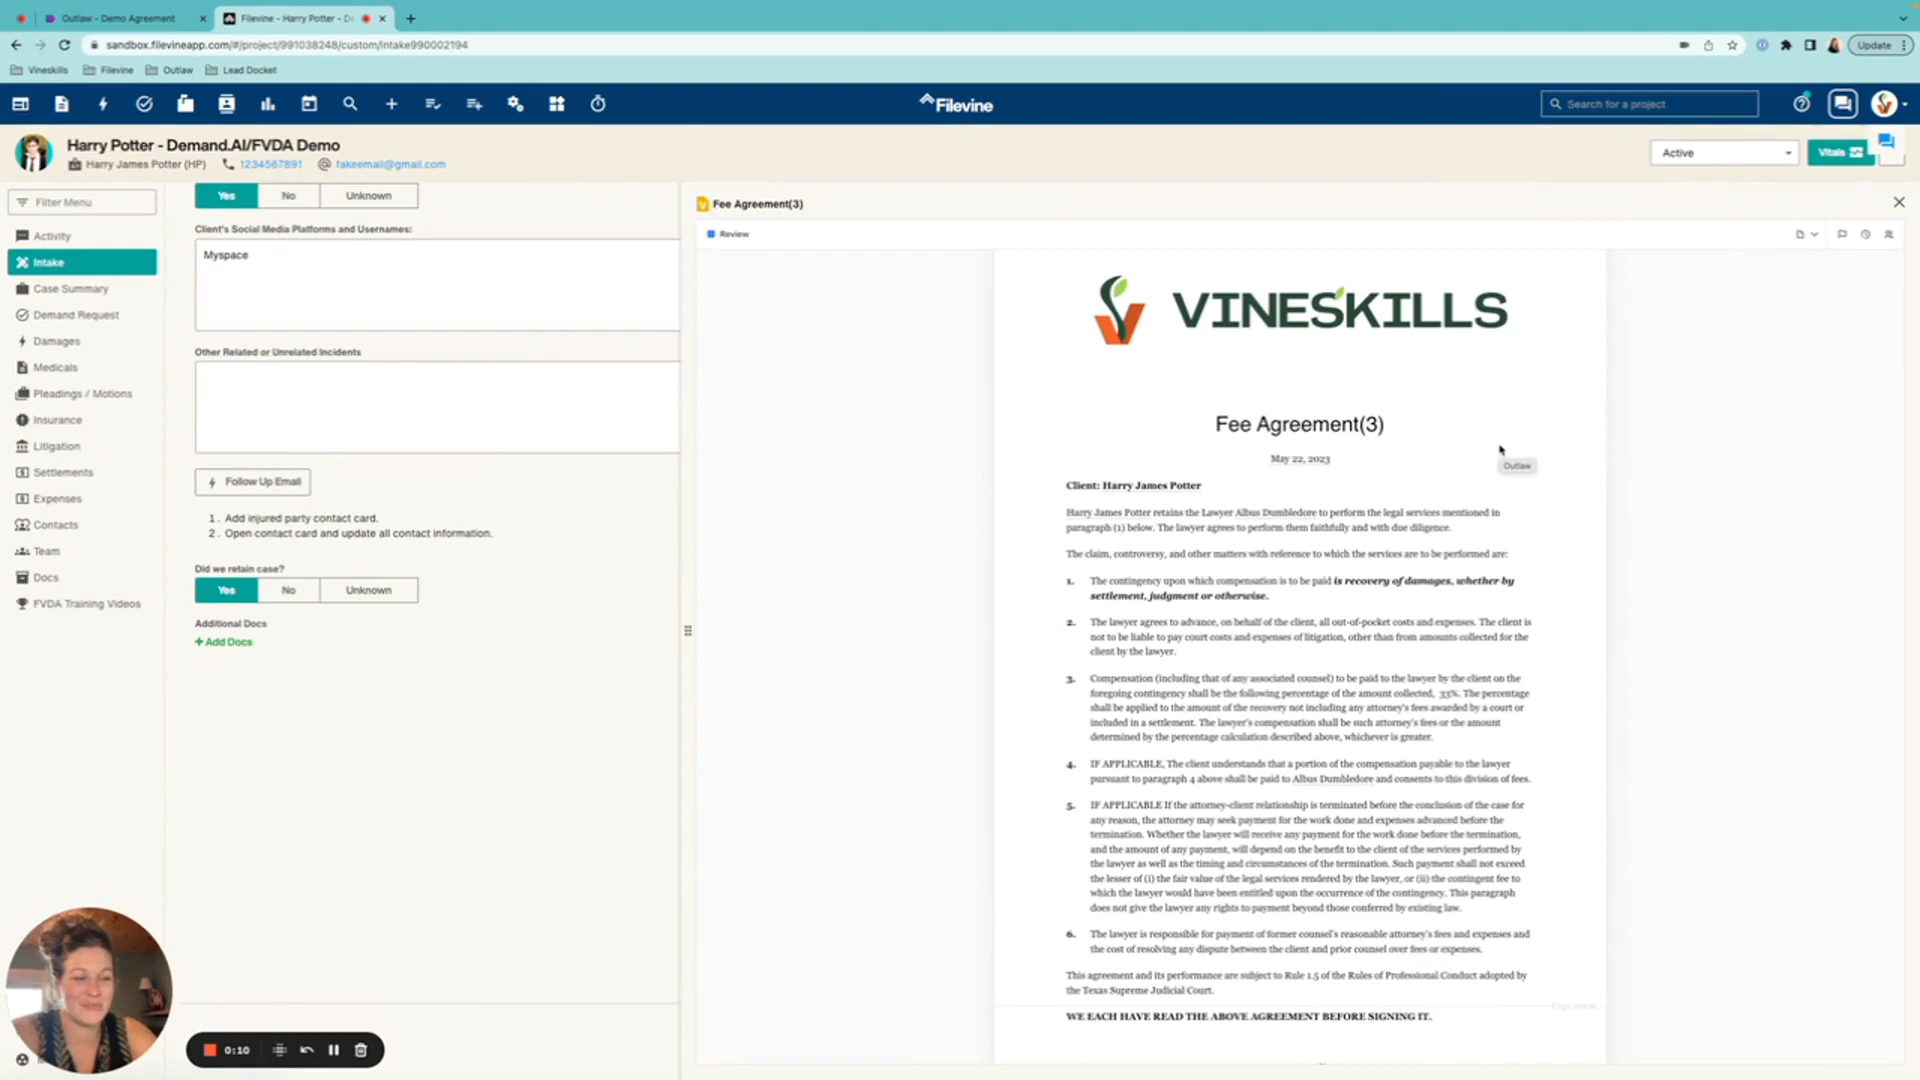 Outlaw - Demo Agreement
Filevine - Harry Potter - De
sandbox.filevineapp.com/#/project/991038248/custom/intake990002194
Update
Vineskills
Filevine
Outlaw
Lead Docket
Filevine
Search for a project
Harry Potter - Demand.AI/FVDA Demo
Harry James Potter (HP)
1234567891
fakeemail@gmail.com
Active
Vitals
Filter Menu
Activity
Intake
Case Summary
Demand Request
Damages
Medicals
Pleadings / Motions
Insurance
Litigation
Settlements
Expenses
Contacts
Team
Docs
FVDA Training Videos
Yes
No
Unknown
Client's Social Media Platforms and Usernames:
Myspace
Other Related or Unrelated Incidents
Follow Up Email
1. Add injured party contact card.
2. Open contact card and update all contact information.
Did we retain case?
Yes
No
Unknown
Additional Docs
+ Add Docs
0:10
Fee Agreement(3)
Review
VINESKILLS
Fee Agreement(3)
May 22, 2023
Outlaw
Client: Harry James Potter
Harry James Potter retains the Lawyer Albus Dumbledore to perform the legal services mentioned in
paragraph (1) below. The lawyer agrees to perform them faithfully and with due diligence.
The claim, controversy, and other matters with reference to which the services are to be performed are:
1. The contingency upon which compensation is to be paid is recovery of damages, whether by
settlement, judgment or otherwise.
2. The lawyer agrees to advance, on behalf of the client, all out-of-pocket costs and expenses. The client is
not to be liable to pay court costs and expenses of litigation, other than from amounts collected for the
client by the lawyer.
3. Compensation (including that of any associated counsel) to be paid to the lawyer by the client on the
foregoing contingency shall be the following percentage of the amount collected, 33%. The percentage
shall be applied to the amount of the recovery not including any attorney's fees awarded by a court or
included in a settlement. The lawyer's compensation shall be such attorney's fees or the amount
determined by the percentage calculation described above, whichever is greater.
4. IF APPLICABLE, The client understands that a portion of the compensation payable to the lawyer
pursuant to paragraph 4 above shall be paid to Albus Dumbledore and consents to this division of fees.
5. IF APPLICABLE If the attorney-client relationship is terminated before the conclusion of the case for
any reason, the attorney may seek payment for the work done and expenses advanced before the
termination. Whether the lawyer will receive any payment for the work done before the termination,
and the amount of any payment, will depend on the benefit to the client of the services performed by
the lawyer as well as the timing and circumstances of the termination. Such payment shall not exceed
the lesser of (i) the fair value of the legal services rendered by the lawyer, or (ii) the contingent fee to
which the lawyer would have been entitled upon the occurrence of the contingency. This paragraph
does not give the lawyer any rights to payment beyond those conferred by existing law.
6. The lawyer is responsible for payment of former counsel's reasonable attorney's fees and expenses and
the cost of resolving any dispute between the client and prior counsel over fees or expenses.
This agreement and its performance are subject to Rule 1.5 of the Rules of Professional Conduct adopted by
the Texas Supreme Judicial Court.
Page break
WE EACH HAVE READ THE ABOVE AGREEMENT BEFORE SIGNING IT.